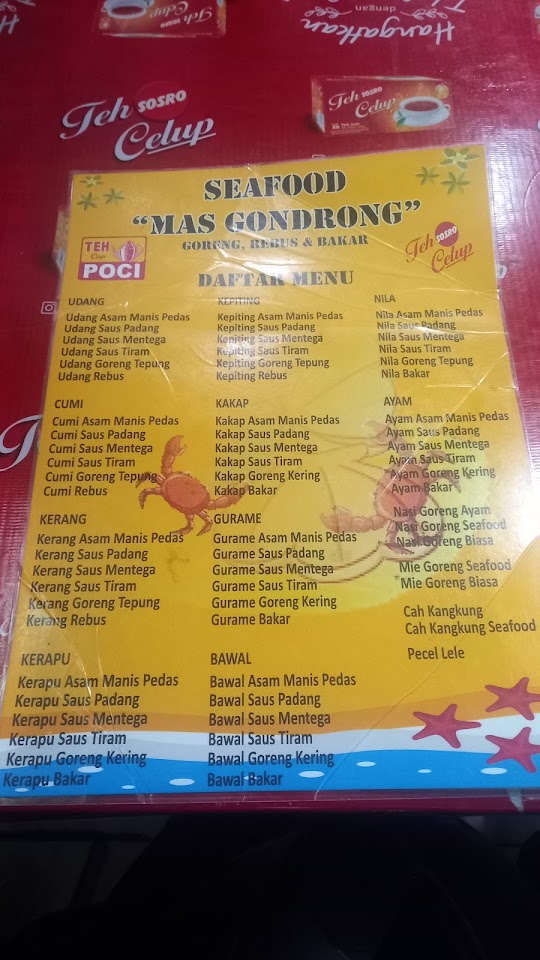 Teh SOSRO Celup
Hangatkan
dengan
Teh SOSRO
Celup
Teh SOSRO
Celup
SEAFOOD
"MAS GONDRONG"
GORENG, REBUS & BAKAR
TEH
Cap
POCI
Teh SOSRO
Celup
DAFTAR MENU
UDANG
Udang Asam Manis Pedas
Udang Saus Padang
Udang Saus Mentega
Udang Saus Tiram
Udang Goreng Tepung
Udang Rebus
KEPITING
Kepiting Asam Manis Pedas
Kepiting Saus Padang
Kepiting Saus Mentega
Kepiting Saus Tiram
Kepiting Goreng Tepung
Kepiting Rebus
NILA
Nila Asam Manis Pedas
Nila Saus Padang
Nila Saus Mentega
Nila Saus Tiram
Nila Goreng Tepung
Nila Bakar
CUMI
Cumi Asam Manis Pedas
Cumi Saus Padang
Cumi Saus Mentega
Cumi Saus Tiram
Cumi Goreng Tepung
Cumi Rebus
KAKAP
Kakap Asam Manis Pedas
Kakap Saus Padang
Kakap Saus Mentega
Kakap Saus Tiram
Kakap Goreng Kering
Kakap Bakar
AYAM
Ayam Asam Manis Pedas
Ayam Saus Padang
Ayam Saus Mentega
Ayam Saus Tiram
Ayam Goreng Kering
Ayam Bakar
Nasi Goreng Ayam
Nasi Goreng Seafood
Nasi Goreng Biasa
Mie Goreng Seafood
Mie Goreng Biasa
Cah Kangkung
Cah Kangkung Seafood
Pecel Lele
KERANG
Kerang Asam Manis Pedas
Kerang Saus Padang
Kerang Saus Mentega
Kerang Saus Tiram
Kerang Goreng Tepung
Kerang Rebus
GURAME
Gurame Asam Manis Pedas
Gurame Saus Padang
Gurame Saus Mentega
Gurame Saus Tiram
Gurame Goreng Kering
Gurame Bakar
KERAPU
Kerapu Asam Manis Pedas
Kerapu Saus Padang
Kerapu Saus Mentega
Kerapu Saus Tiram
Kerapu Goreng Kering
Kerapu Bakar
BAWAL
Bawal Asam Manis Pedas
Bawal Saus Padang
Bawal Saus Mentega
Bawal Saus Tiram
Bawal Goreng Kering
Bawal Bakar